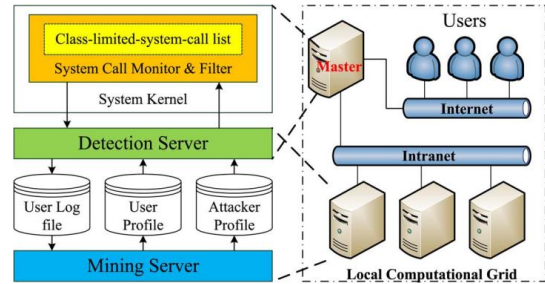 Class-limited-system-call list
System Call Monitor & Filter
System Kernel
Detection Server
User Log
file
User
Profile
Attacker
Profile
Mining Server
Users
Master
Internet
Intranet
Local Computational Grid